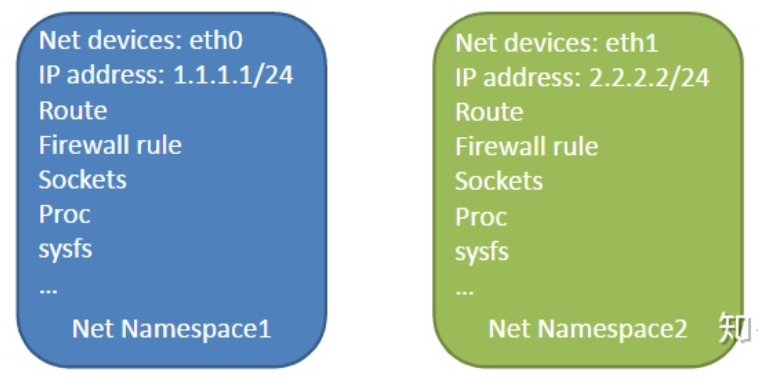 Net devices: eth0
IP address: 1.1.1.1/24
Route
Firewall rule
Sockets
Proc
sysfs
...
Net Namespace1
Net devices: eth1
IP address: 2.2.2.2/24
Route
Firewall rule
Sockets
Proc
sysfs
...
Net Namespace2
知